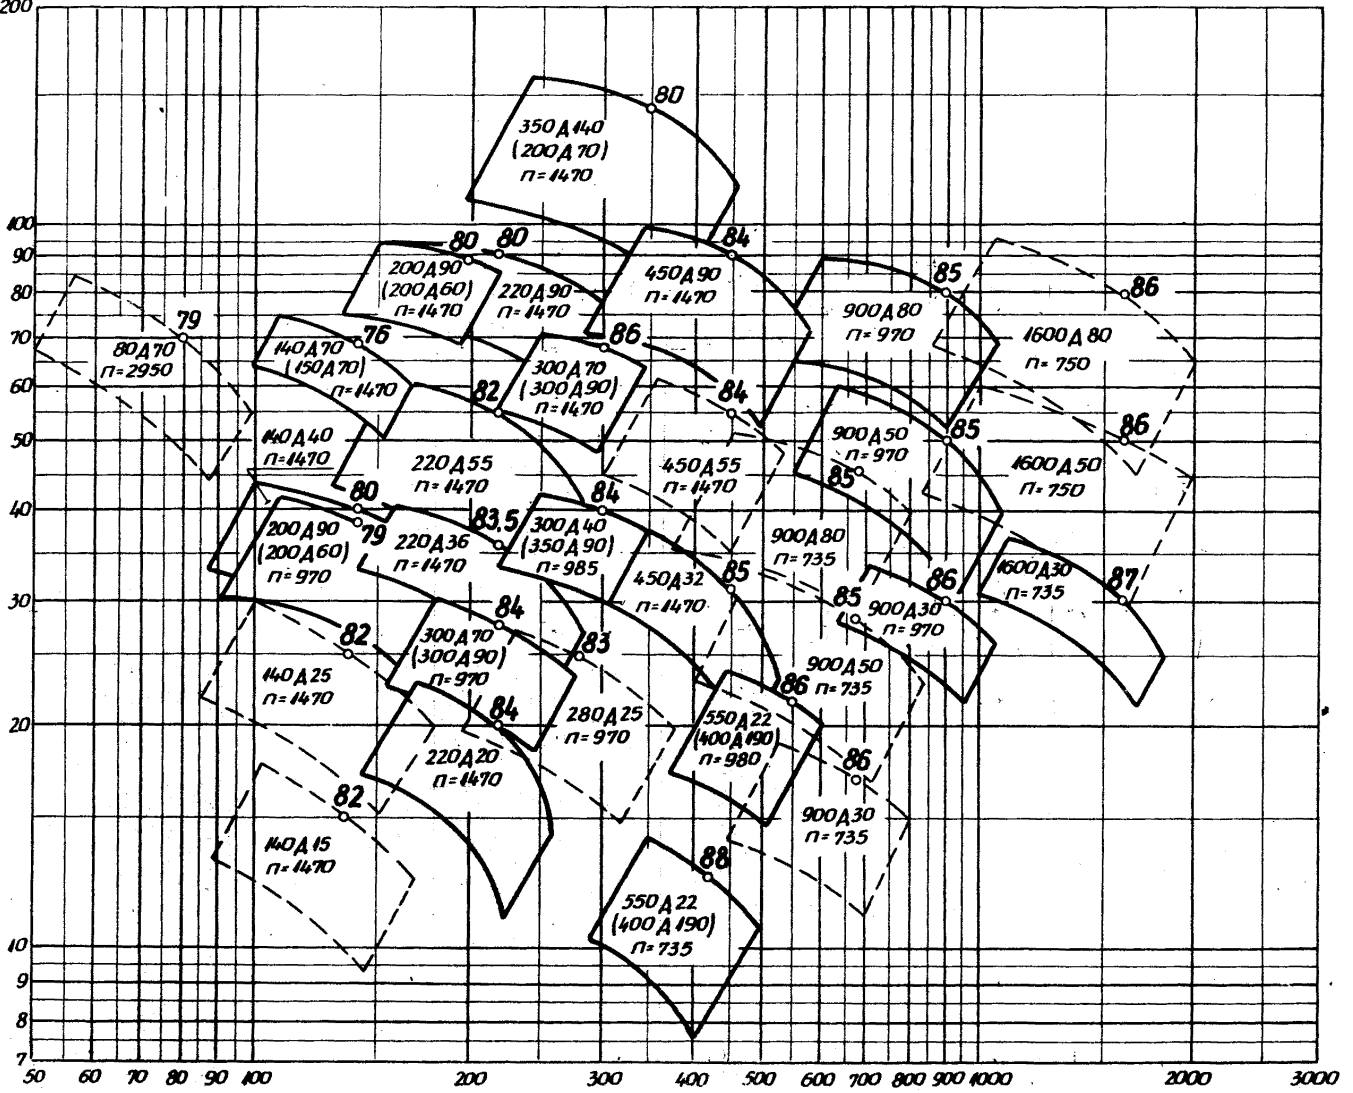 200
80
350Д140
(200Д70)
п=1470
100
80
80
84
90
200Д90
(200Д60)
п=1470
220Д90
п=1470
450Д90
п=1470
85
86
80
900Д80
п=970
1600Д80
п=750
79
80Д70
п=2950
70
76
140Д70
(150Д70)
п=1470
86
300Д70
(300Д90)
п=1470
60
82
84
86
85
50
140Д40
п=1470
220Д55
п=1470
450Д55
п=1470
900Д50
п=970
85
1600Д50
п=750
40
80
79
200Д90
(200Д60)
п=970
220Д36
п=1470
83,5
84
300Д40
(350Д90)
п=985
450Д32
п=1470
85
900Д80
п=735
86
85
900Д30
п=970
1600Д30
п=735
87
30
82
84
83
300Д70
(300Д90)
п=970
140Д25
п=1470
900Д50
п=735
86
20
84
280Д25
п=970
550Д22
(400Д190)
п=980
220Д20
п=1470
86
900Д30
п=735
82
140Д15
п=1470
88
550Д22
(400Д190)
п=735
10
9
8
7
50 60 70 80 90 100 200 300 400 500 600 700 800 900 1000 2000 3000